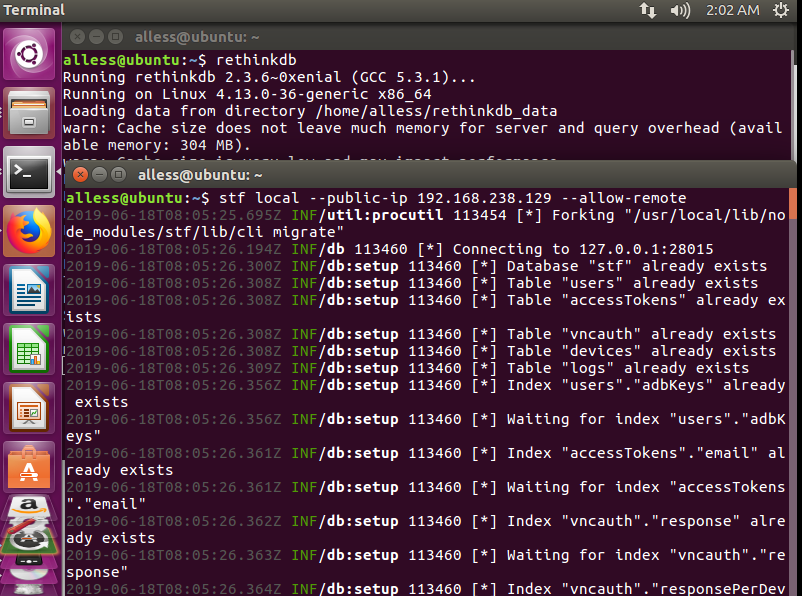 Terminal
2:02 AM
alless@ubuntu: ~
alless@ubuntu:~$ rethinkdb
Running rethinkdb 2.3.6~0xenial (GCC 5.3.1)...
Running on Linux 4.13.0-36-generic x86_64
Loading data from directory /home/alless/rethinkdb_data
warn: Cache size does not leave much memory for server and query overhead (avail
able memory: 304 MB).
alless@ubuntu: ~
alless@ubuntu:~$ stf local --public-ip 192.168.238.129 --allow-remote
2019-06-18T08:05:25.695Z INF/util:procutil 113454 [*] Forking "/usr/local/lib/no
de_modules/stf/lib/cli migrate"
2019-06-18T08:05:26.194Z INF/db 113460 [*] Connecting to 127.0.0.1:28015
2019-06-18T08:05:26.300Z INF/db:setup 113460 [*] Database "stf" already exists
2019-06-18T08:05:26.308Z INF/db:setup 113460 [*] Table "users" already exists
2019-06-18T08:05:26.308Z INF/db:setup 113460 [*] Table "accessTokens" already ex
ists
2019-06-18T08:05:26.308Z INF/db:setup 113460 [*] Table "vncauth" already exists
2019-06-18T08:05:26.308Z INF/db:setup 113460 [*] Table "devices" already exists
2019-06-18T08:05:26.309Z INF/db:setup 113460 [*] Table "logs" already exists
2019-06-18T08:05:26.356Z INF/db:setup 113460 [*] Index "users"."adbKeys" already
exists
2019-06-18T08:05:26.356Z INF/db:setup 113460 [*] Waiting for index "users"."adbK
eys"
2019-06-18T08:05:26.361Z INF/db:setup 113460 [*] Index "accessTokens"."email" al
ready exists
2019-06-18T08:05:26.361Z INF/db:setup 113460 [*] Waiting for index "accessTokens
"."email"
2019-06-18T08:05:26.362Z INF/db:setup 113460 [*] Index "vncauth"."response" alre
ady exists
2019-06-18T08:05:26.363Z INF/db:setup 113460 [*] Waiting for index "vncauth"."re
sponse"
2019-06-18T08:05:26.364Z INF/db:setup 113460 [*] Index "vncauth"."responsePerDev